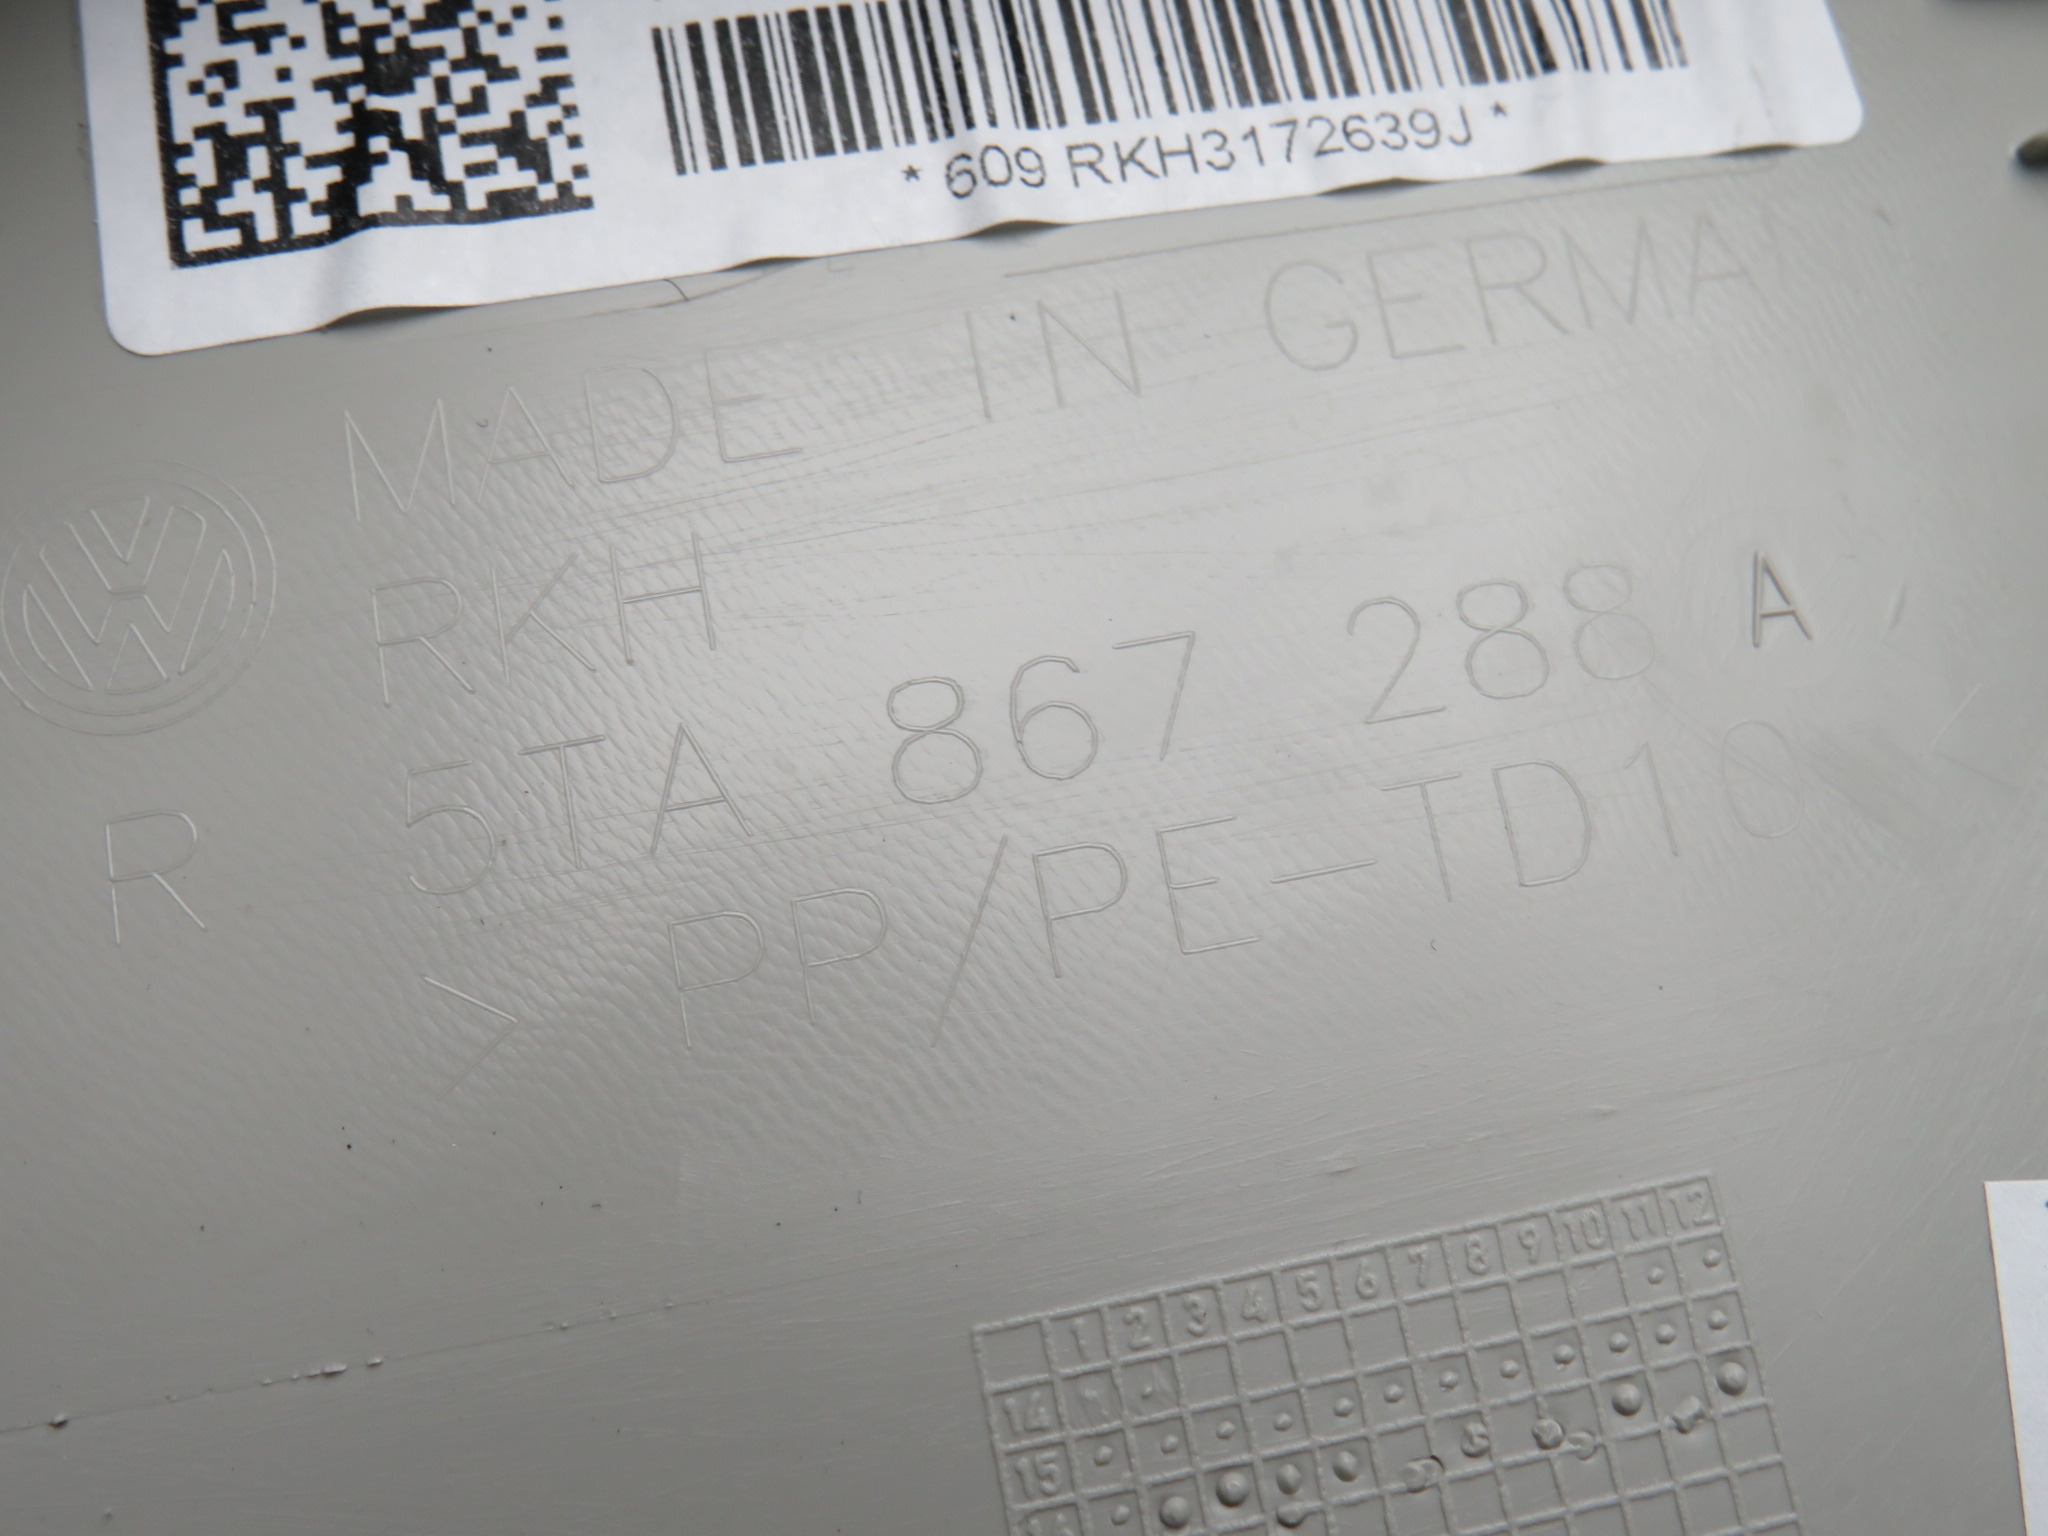 * 609 RKH3172639J *
MADE IN GERMA
RKH
R 5TA 867 288 A
> PP/PE-TD10
1 2 3 4 5 6 7 8 9 10 11 12
14
15
16